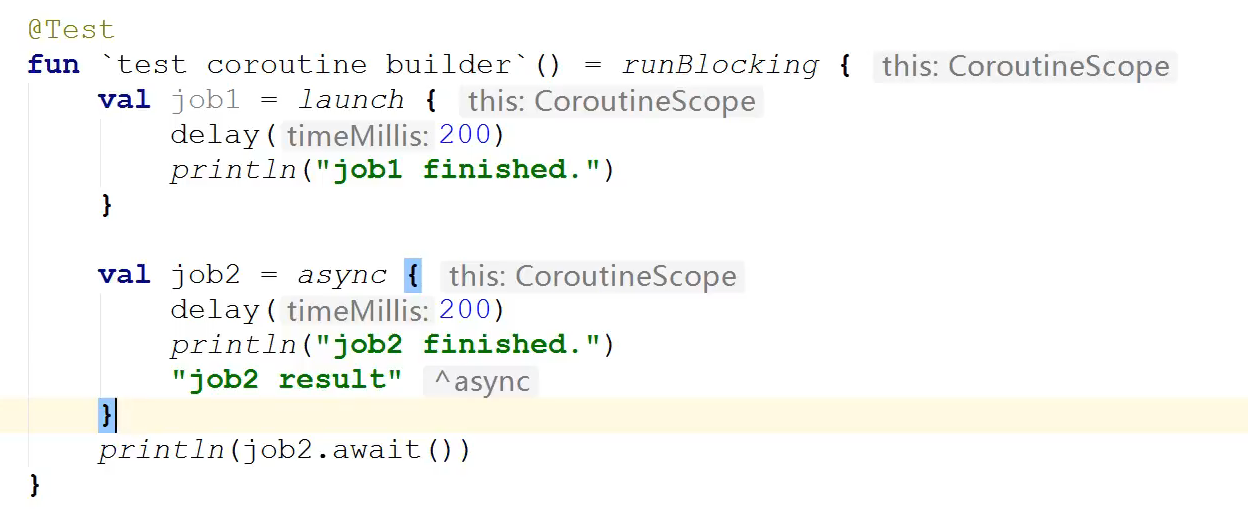 @Test
fun `test coroutine builder`() = runBlocking { this: CoroutineScope
val job1 = launch { this: CoroutineScope
delay( timeMillis: 200)
println("job1 finished.")
}
val job2 = async { this: CoroutineScope
delay( timeMillis: 200)
println("job2 finished.")
"job2 result" ^async
}
println(job2.await())
}